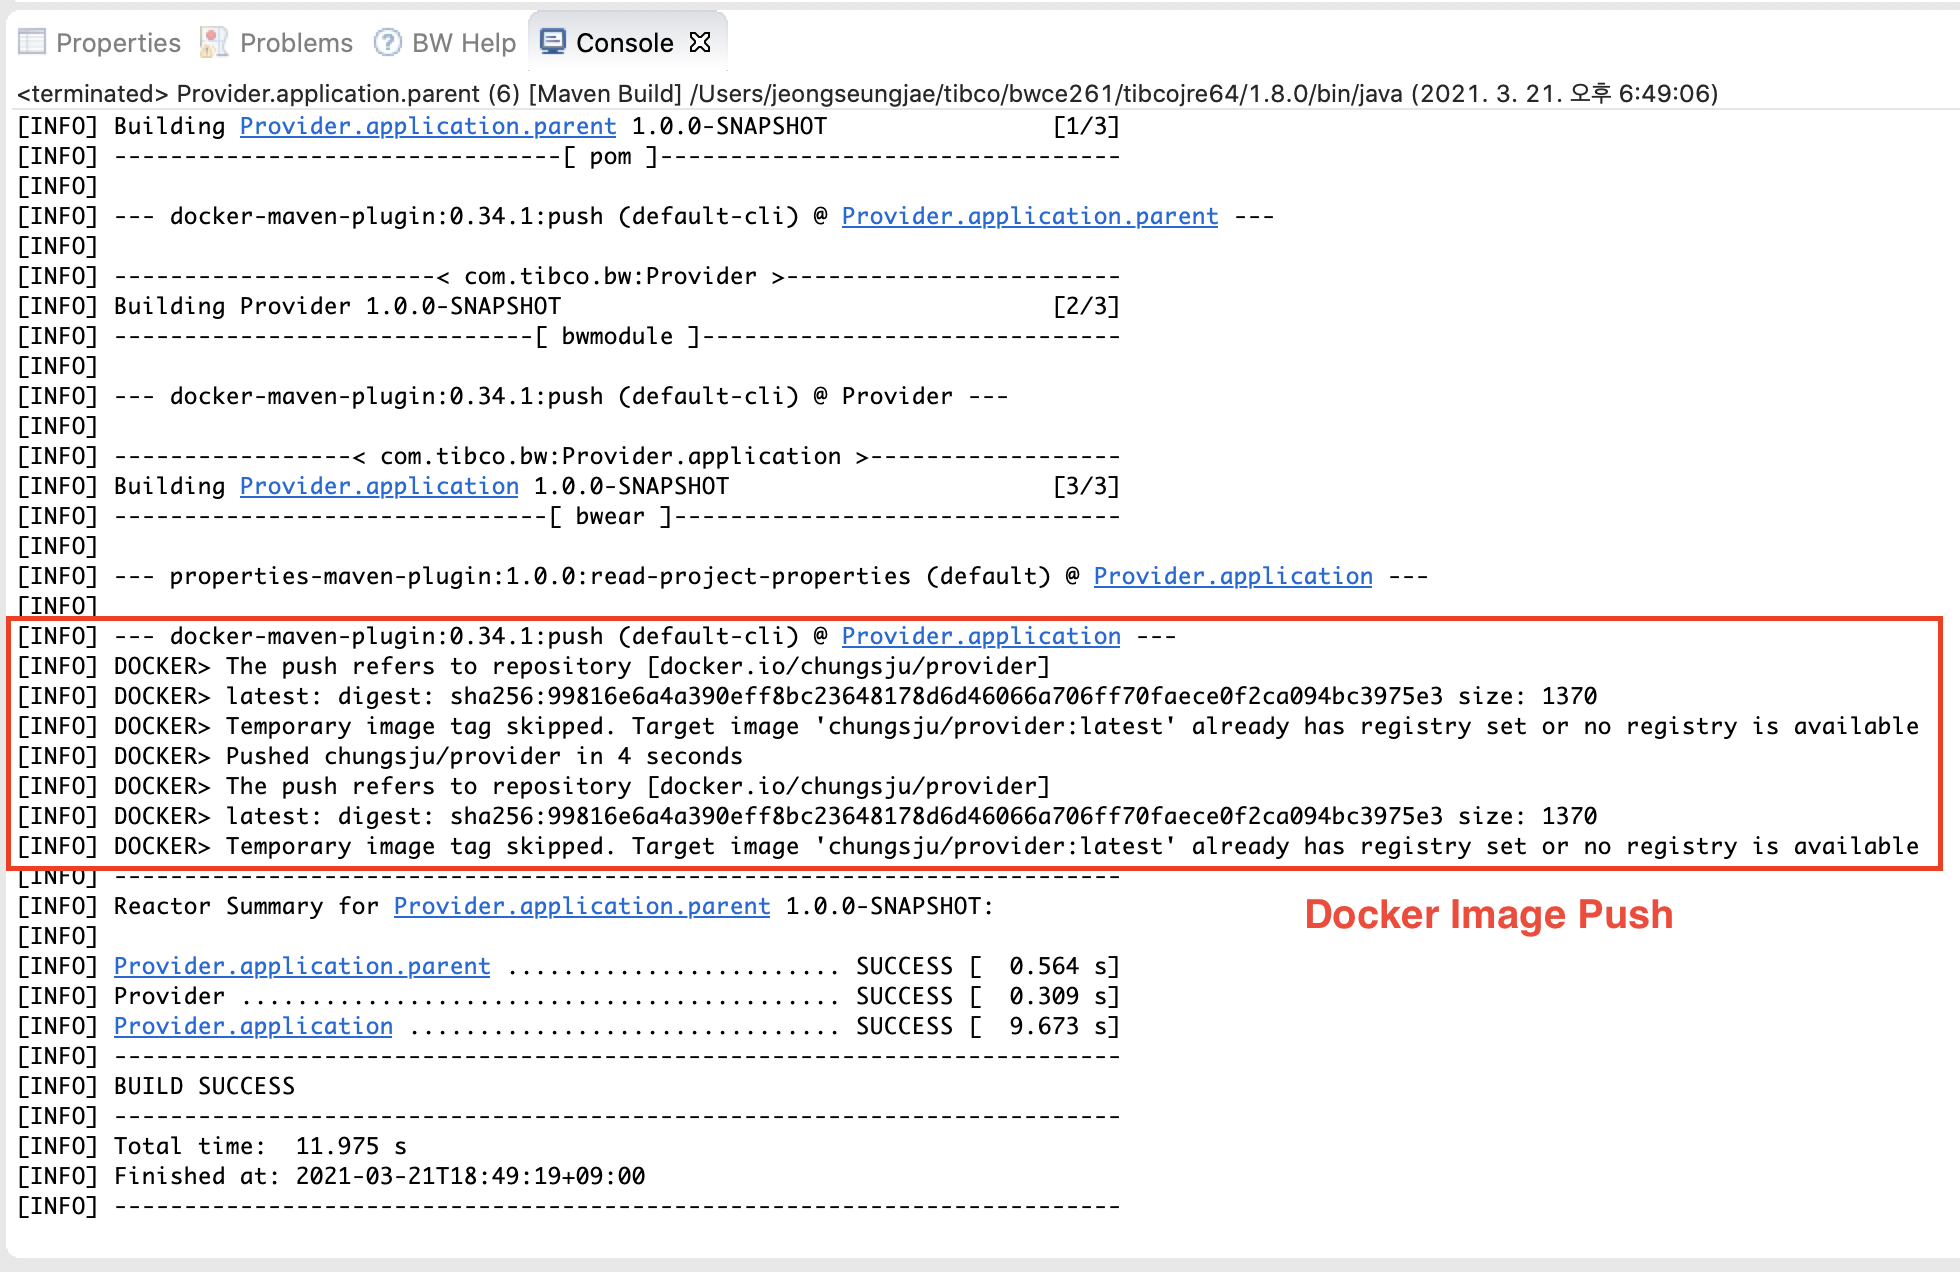 Properties Problems BW Help Console
<terminated> Provider.application.parent (6) [Maven Build] /Users/jeongseungjae/tibco/bwce261/tibcojre64/1.8.0/bin/java (2021. 3. 21. 오후 6:49:06)
[INFO] Building Provider.application.parent 1.0.0-SNAPSHOT                [1/3]
[INFO] --------------------------------[ pom ]---------------------------------
[INFO]
[INFO] --- docker-maven-plugin:0.34.1:push (default-cli) @ Provider.application.parent ---
[INFO]
[INFO] -----------------------< com.tibco.bw:Provider >------------------------
[INFO] Building Provider 1.0.0-SNAPSHOT                                   [2/3]
[INFO] ------------------------------[ bwmodule ]------------------------------
[INFO]
[INFO] --- docker-maven-plugin:0.34.1:push (default-cli) @ Provider ---
[INFO]
[INFO] -----------------< com.tibco.bw:Provider.application >------------------
[INFO] Building Provider.application 1.0.0-SNAPSHOT                       [3/3]
[INFO] -------------------------------[ bwear ]--------------------------------
[INFO]
[INFO] --- properties-maven-plugin:1.0.0:read-project-properties (default) @ Provider.application ---
[INFO]
[INFO] --- docker-maven-plugin:0.34.1:push (default-cli) @ Provider.application ---
[INFO] DOCKER> The push refers to repository [docker.io/chungsju/provider]
[INFO] DOCKER> latest: digest: sha256:99816e6a4a390eff8bc23648178d6d46066a706ff70faece0f2ca094bc3975e3 size: 1370
[INFO] DOCKER> Temporary image tag skipped. Target image 'chungsju/provider:latest' already has registry set or no registry is available
[INFO] DOCKER> Pushed chungsju/provider in 4 seconds
[INFO] DOCKER> The push refers to repository [docker.io/chungsju/provider]
[INFO] DOCKER> latest: digest: sha256:99816e6a4a390eff8bc23648178d6d46066a706ff70faece0f2ca094bc3975e3 size: 1370
[INFO] DOCKER> Temporary image tag skipped. Target image 'chungsju/provider:latest' already has registry set or no registry is available
[INFO] ------------------------------------------------------------------------
[INFO] Reactor Summary for Provider.application.parent 1.0.0-SNAPSHOT:
Docker Image Push
[INFO]
[INFO] Provider.application.parent ........................ SUCCESS [  0.564 s]
[INFO] Provider ........................................... SUCCESS [  0.309 s]
[INFO] Provider.application ............................... SUCCESS [  9.673 s]
[INFO] ------------------------------------------------------------------------
[INFO] BUILD SUCCESS
[INFO] ------------------------------------------------------------------------
[INFO] Total time:  11.975 s
[INFO] Finished at: 2021-03-21T18:49:19+09:00
[INFO] ------------------------------------------------------------------------